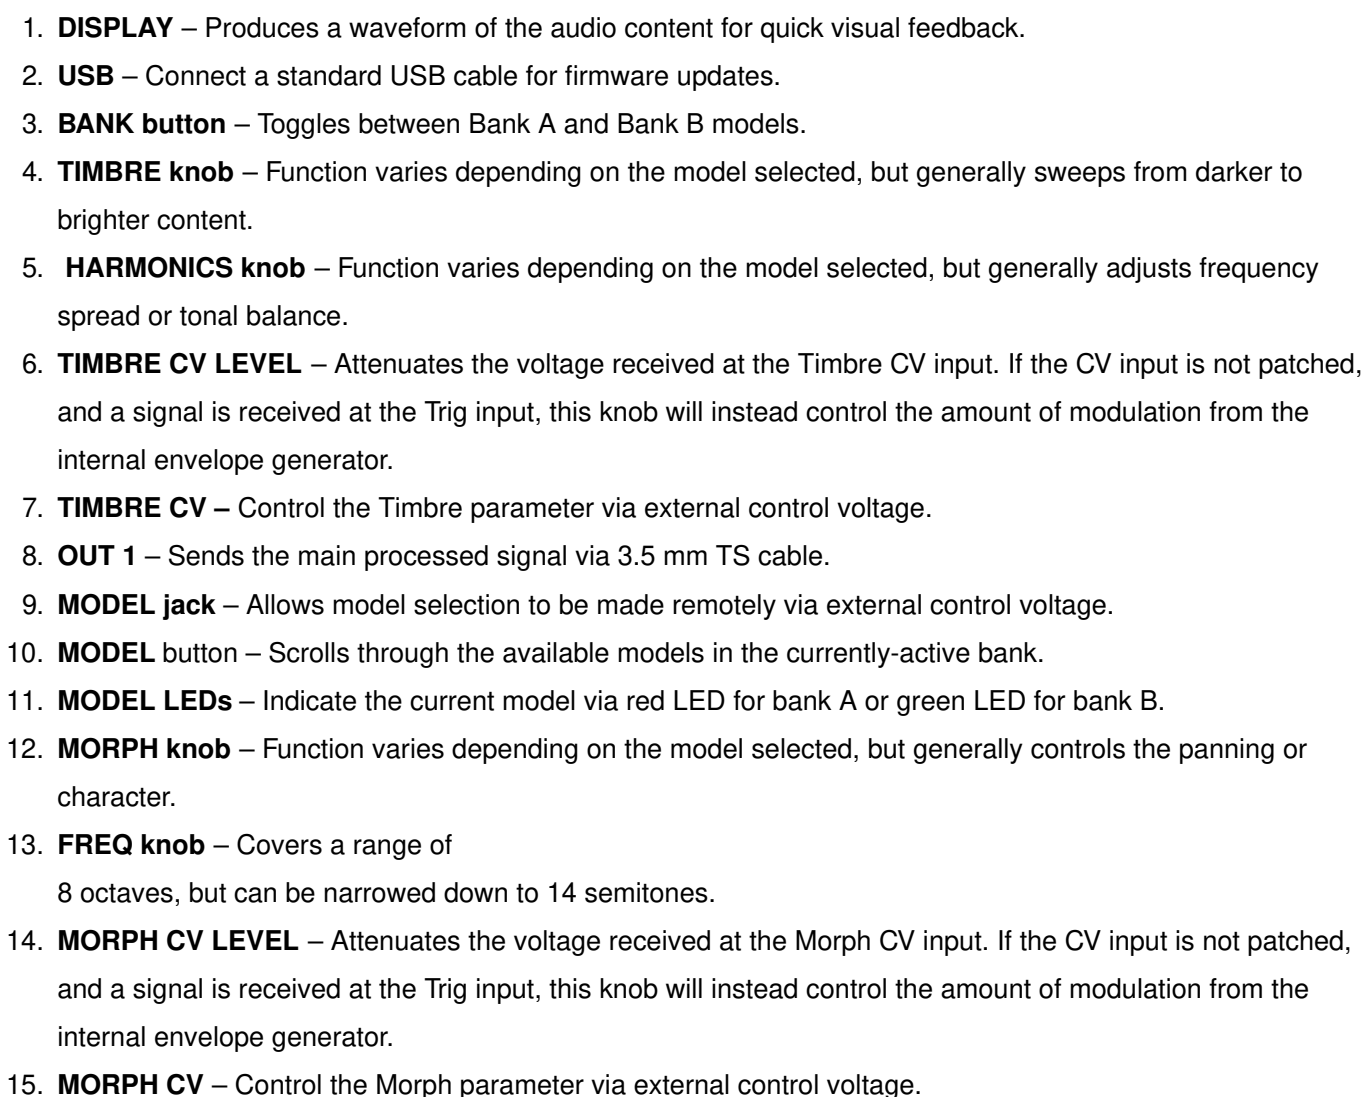 1. DISPLAY – Produces a waveform of the audio content for quick visual feedback.
2. USB – Connect a standard USB cable for firmware updates.
3. BANK button – Toggles between Bank A and Bank B models.
4. TIMBRE knob – Function varies depending on the model selected, but generally sweeps from darker to
brighter content.
5. HARMONICS knob – Function varies depending on the model selected, but generally adjusts frequency
spread or tonal balance.
6. TIMBRE CV LEVEL – Attenuates the voltage received at the Timbre CV input. If the CV input is not patched,
and a signal is received at the Trig input, this knob will instead control the amount of modulation from the
internal envelope generator.
7. TIMBRE CV – Control the Timbre parameter via external control voltage.
8. OUT 1 – Sends the main processed signal via 3.5 mm TS cable.
9. MODEL jack – Allows model selection to be made remotely via external control voltage.
10. MODEL button – Scrolls through the available models in the currently-active bank.
11. MODEL LEDs – Indicate the current model via red LED for bank A or green LED for bank B.
12. MORPH knob – Function varies depending on the model selected, but generally controls the panning or
character.
13. FREQ knob – Covers a range of
8 octaves, but can be narrowed down to 14 semitones.
14. MORPH CV LEVEL – Attenuates the voltage received at the Morph CV input. If the CV input is not patched,
and a signal is received at the Trig input, this knob will instead control the amount of modulation from the
internal envelope generator.
15. MORPH CV – Control the Morph parameter via external control voltage.